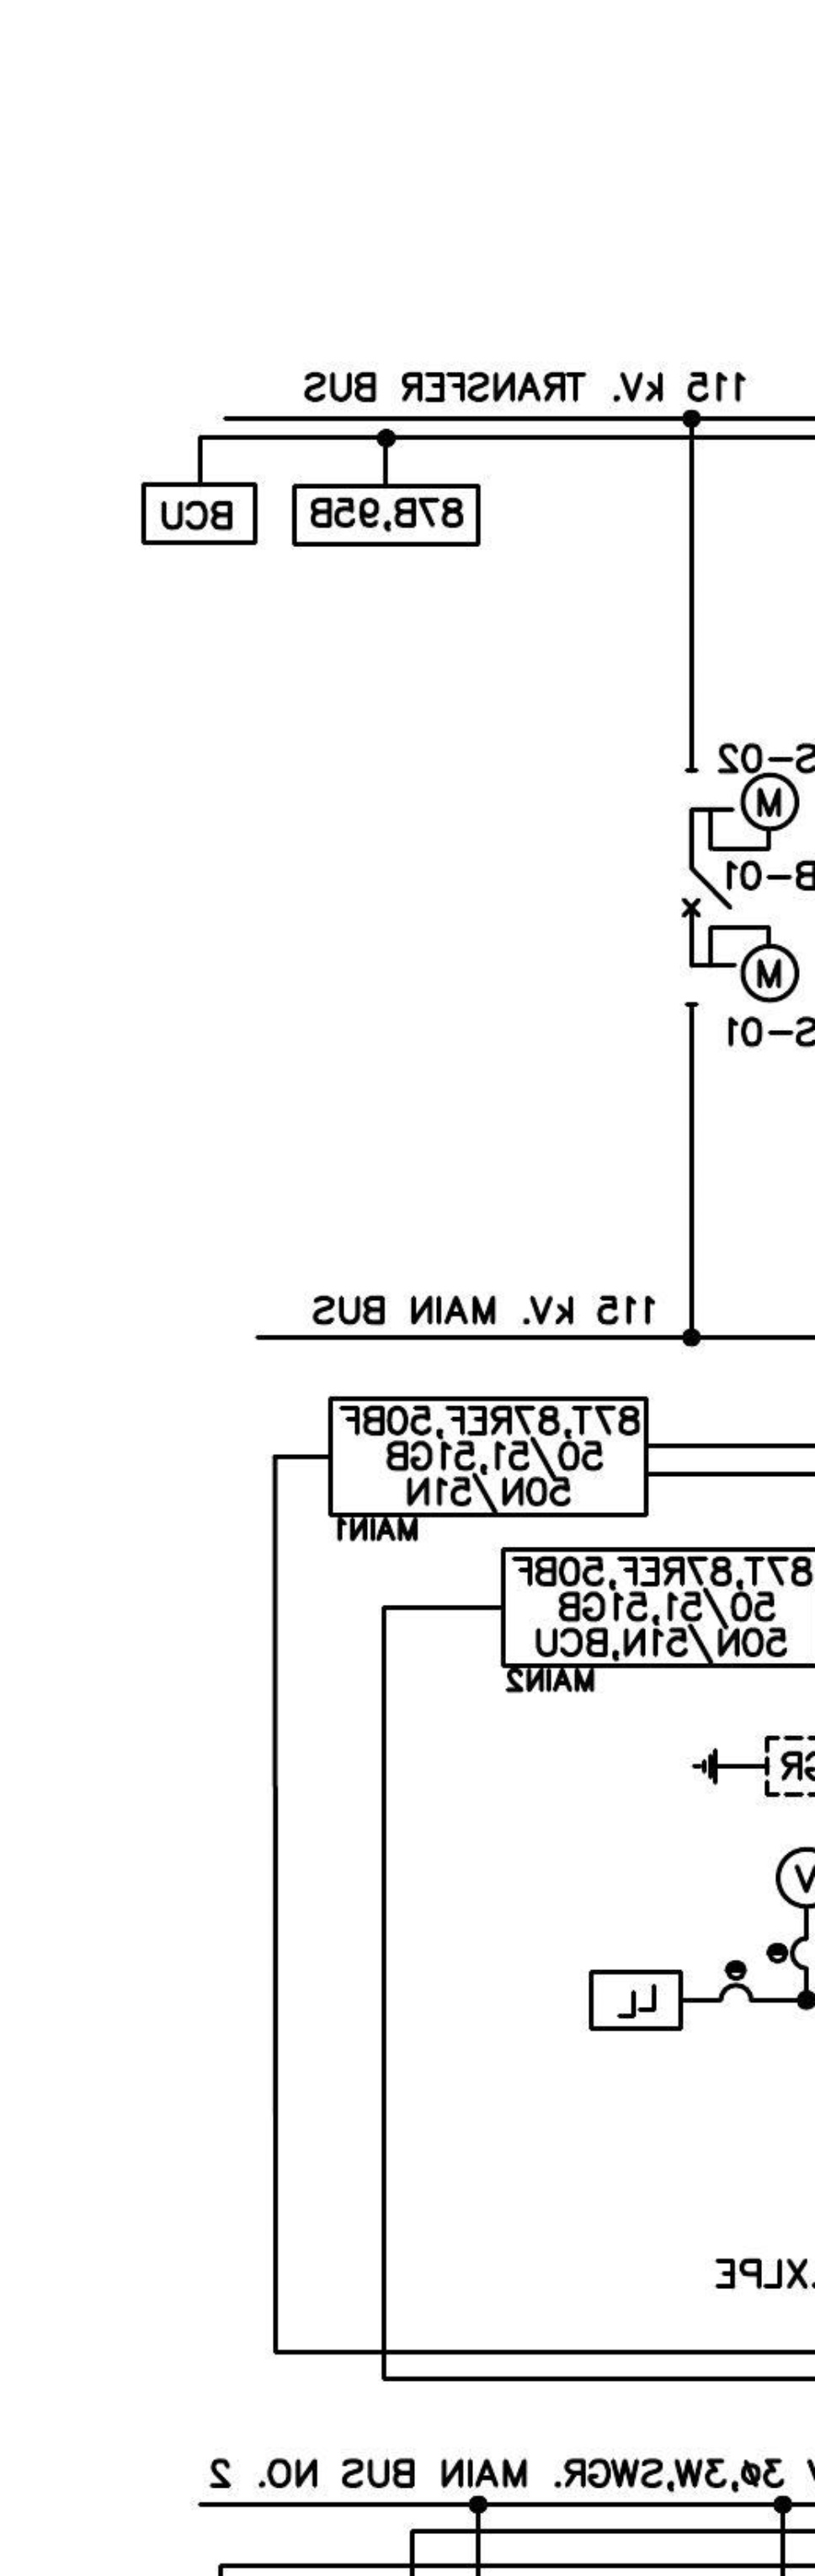 115 kV. TRANSFER BUS
BCU
87B,95B
S-02
M
B-01
M
S-01
115 kV. MAIN BUS
87T,87REF,50BF
50/51,51GB
50N/51N
MAIN1
87T,87REF,50BF
50/51,51GB
50N/51N,BCU
MAIN2
GR
V
LL
.XLPE
V 3Ø,3W,SWGR. MAIN BUS NO. 2